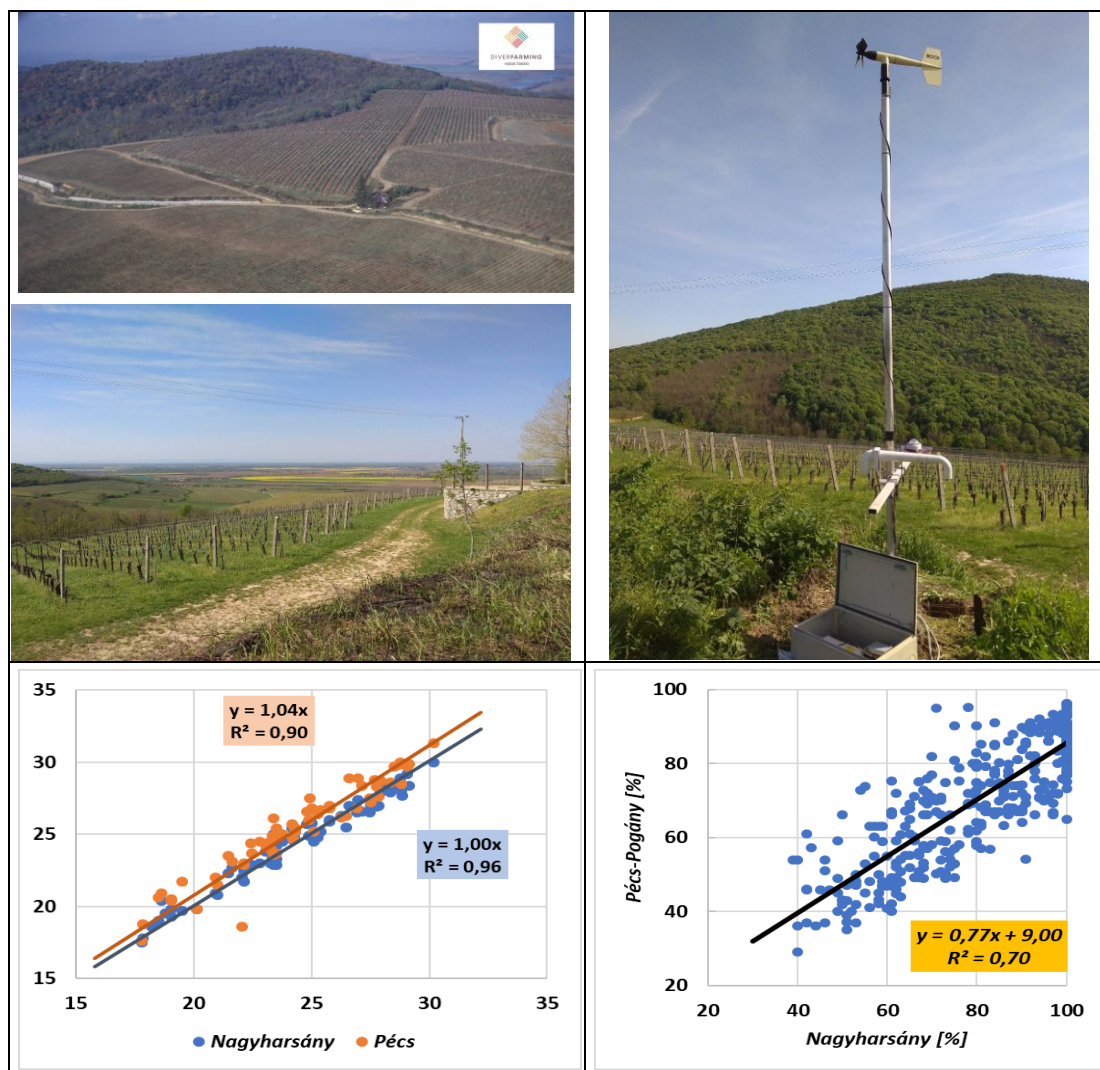 DIVERFARMING
35
30
25
20
15
15
20
25
30
35
y = 1,04x
R² = 0,90
y = 1,00x
R² = 0,96
Nagyharsány
Pécs
100
80
60
40
20
20
40
60
80
100
Pécs-Pogány [%]
y = 0,77x + 9,00
R² = 0,70
Nagyharsány [%]